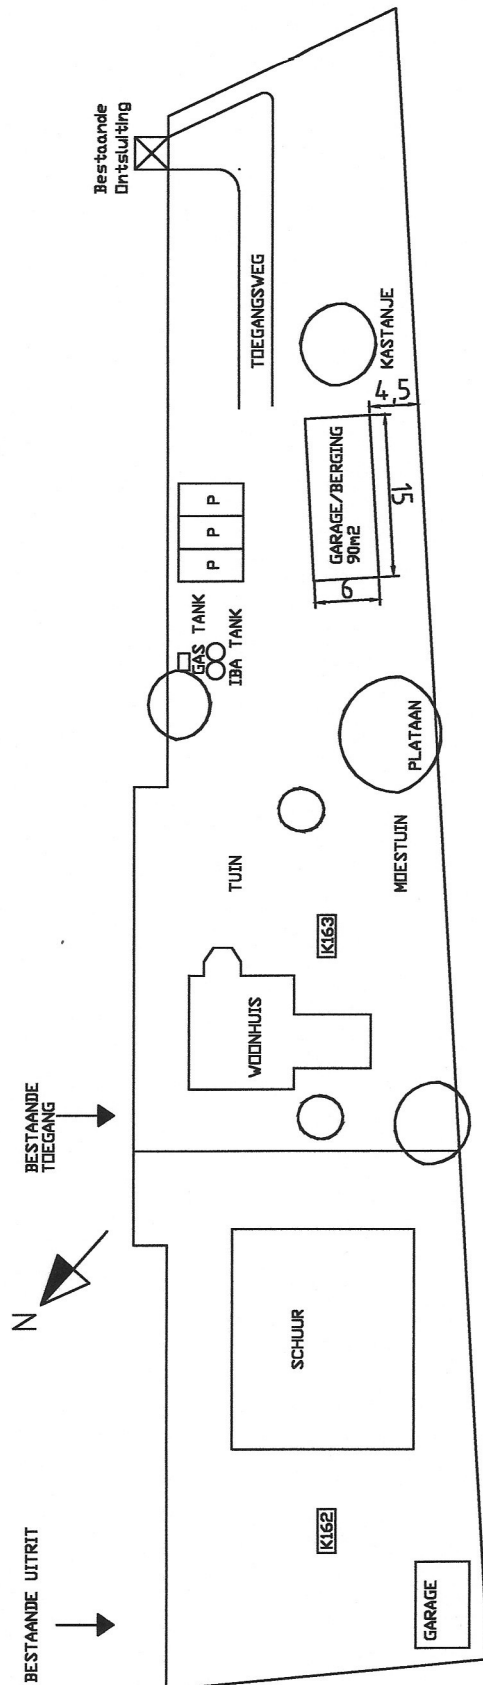 Bestaande
Ontsluiting
TOEGANGSWEG
KASTANJE
4,5
GARAGE/BERGING
90m2
15
6
P
P
P
GAS TANK
IBA TANK
PLATAAN
TUIN
MOESTUIN
K163
WOONHUIS
BESTAANDE
TOEGANG
N
SCHUUR
K162
BESTAANDE UITRIT
GARAGE